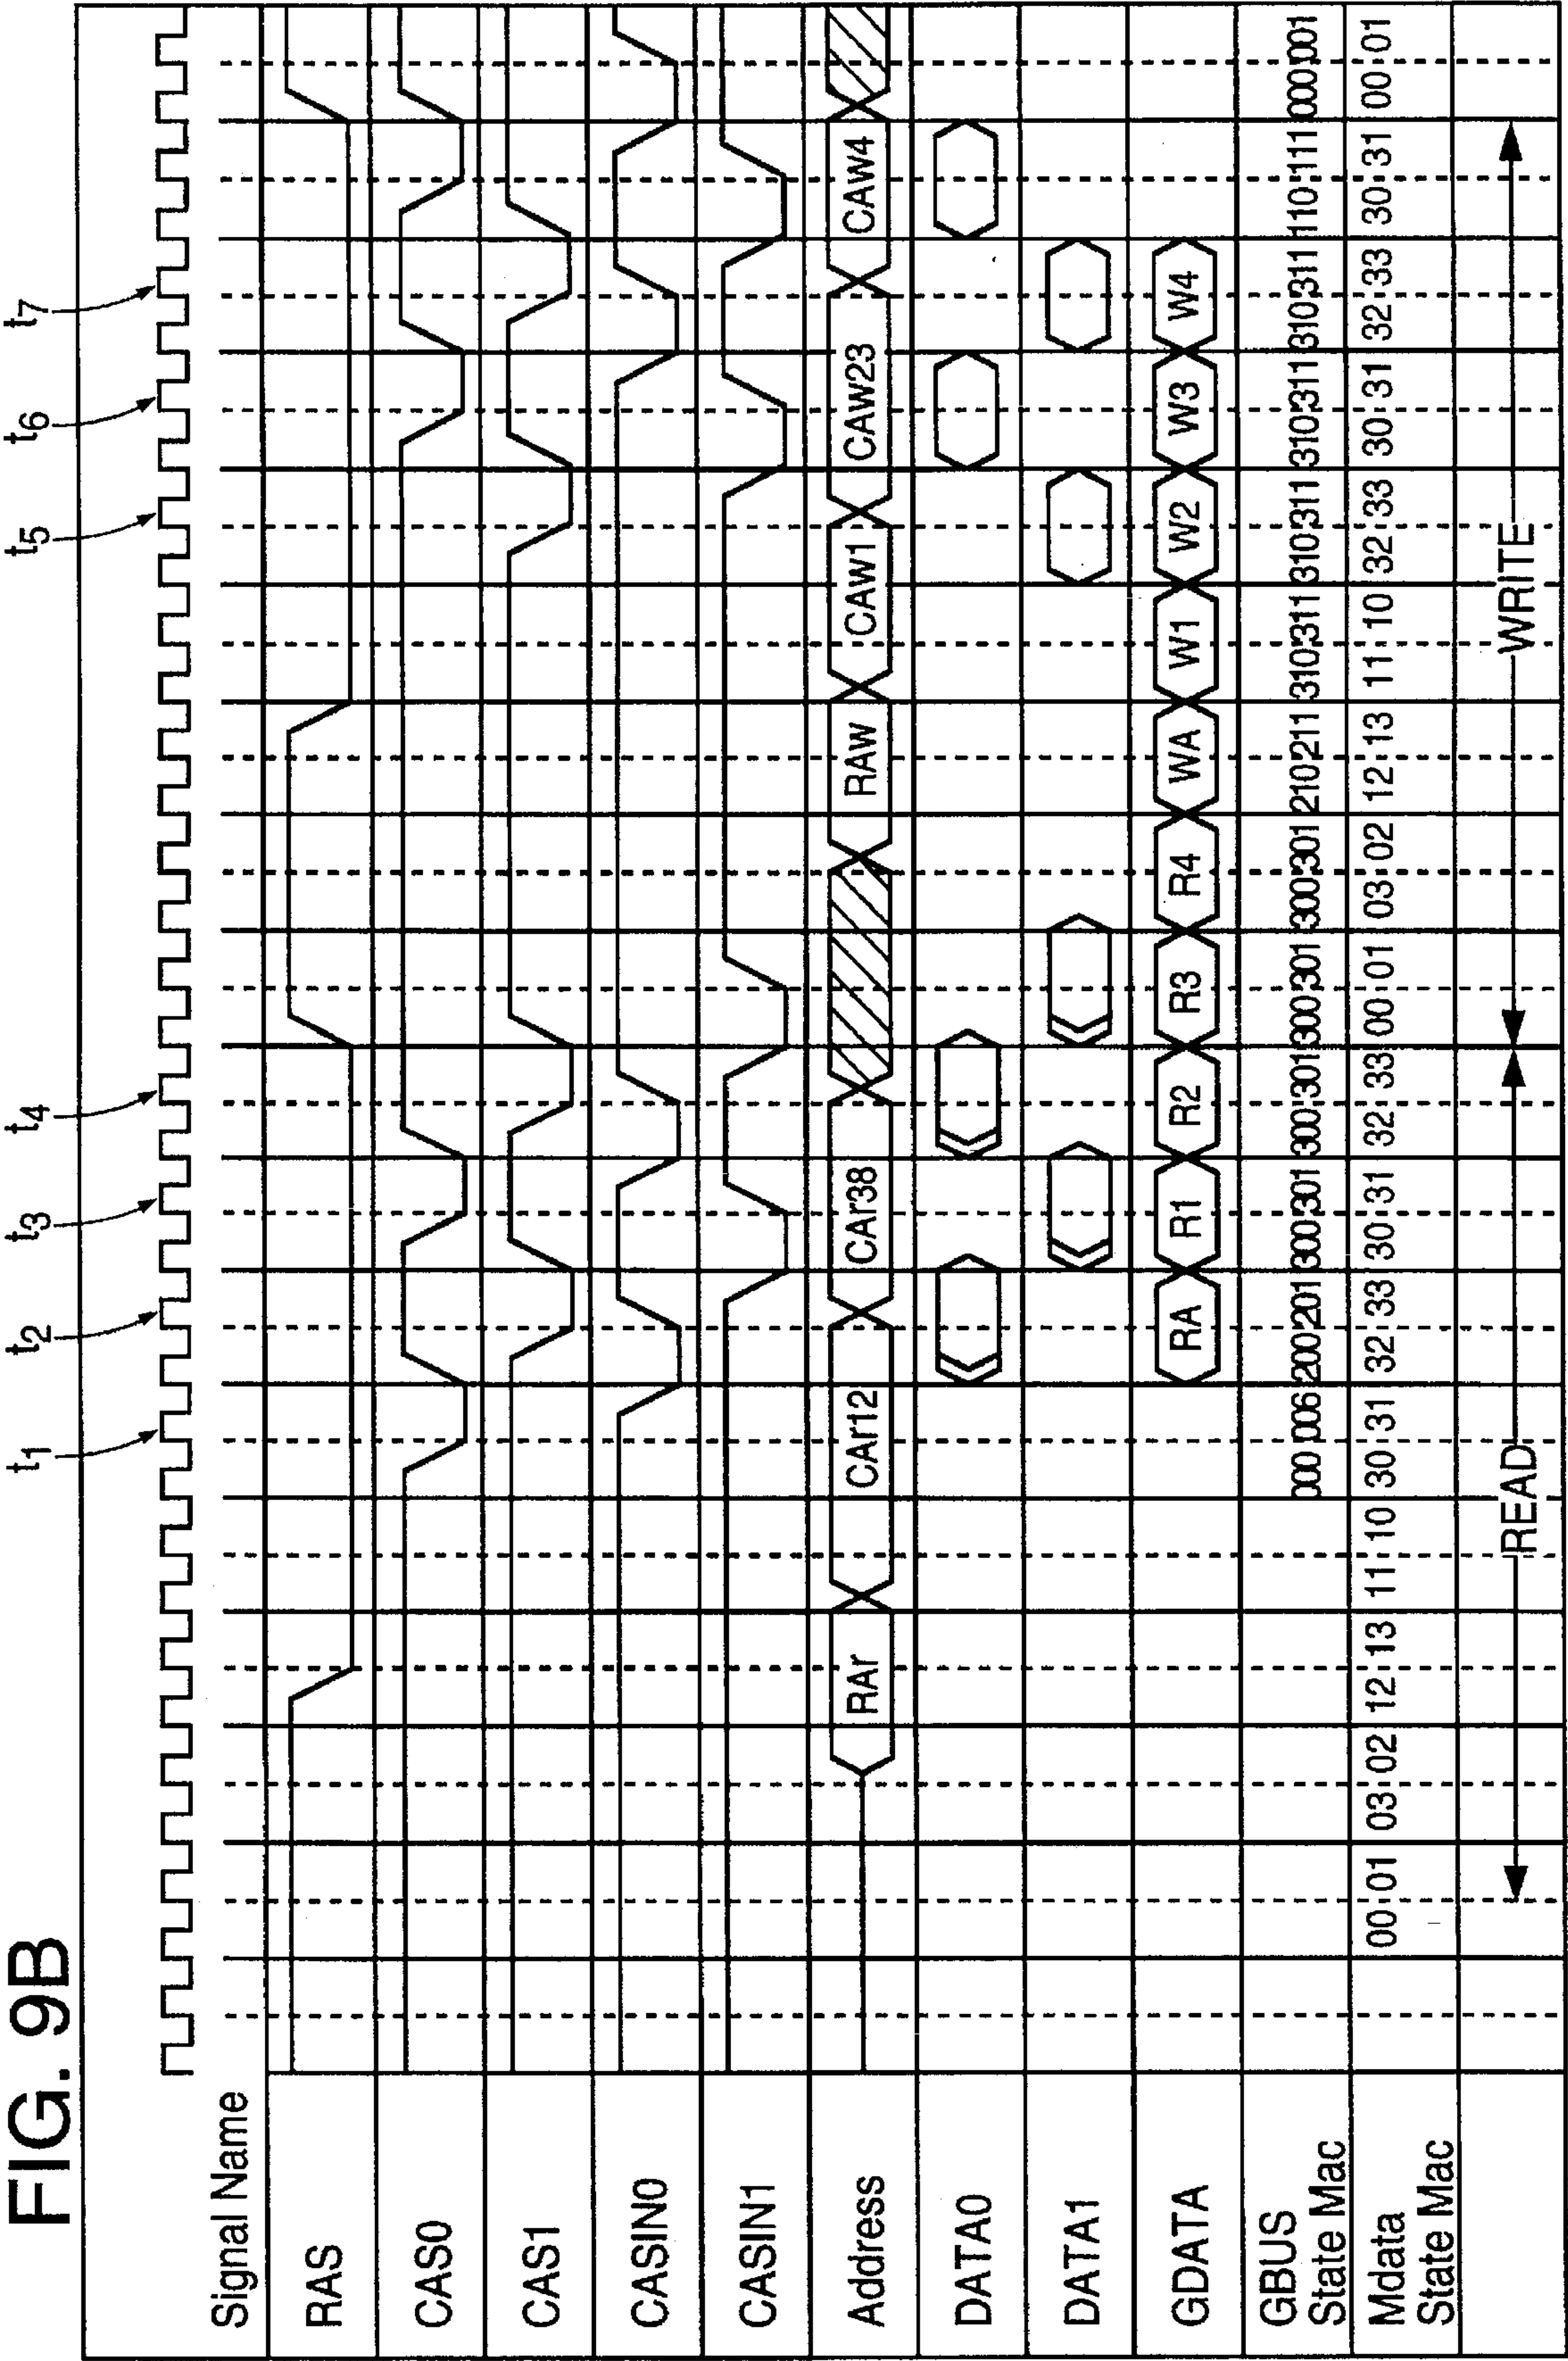 FIG. 9B
t1 t2 t3 t4 t5 t6 t7
Signal Name
RAS
CAS0
CAS1
CASIN0
CASIN1
Address RAr CAr12 CAr38 RAw CAw1 CAw23 CAw4
DATA0
DATA1
GDATA RA R1 R2 R3 R4 WA W1 W2 W3 W4
GBUS
State Mac 000 006 200 201 300 301 300 301 300 301 300 301 210 211 310 311 310 311 310 311 310 311 110 111 000 001
Mdata 00 01 03 02 12 13 11 10 30 31 32 33 30 31 32 33 00 01 03 02 12 13 11 10 32 33 30 31 32 33 30 31 00 01
State Mac
READ WRITE